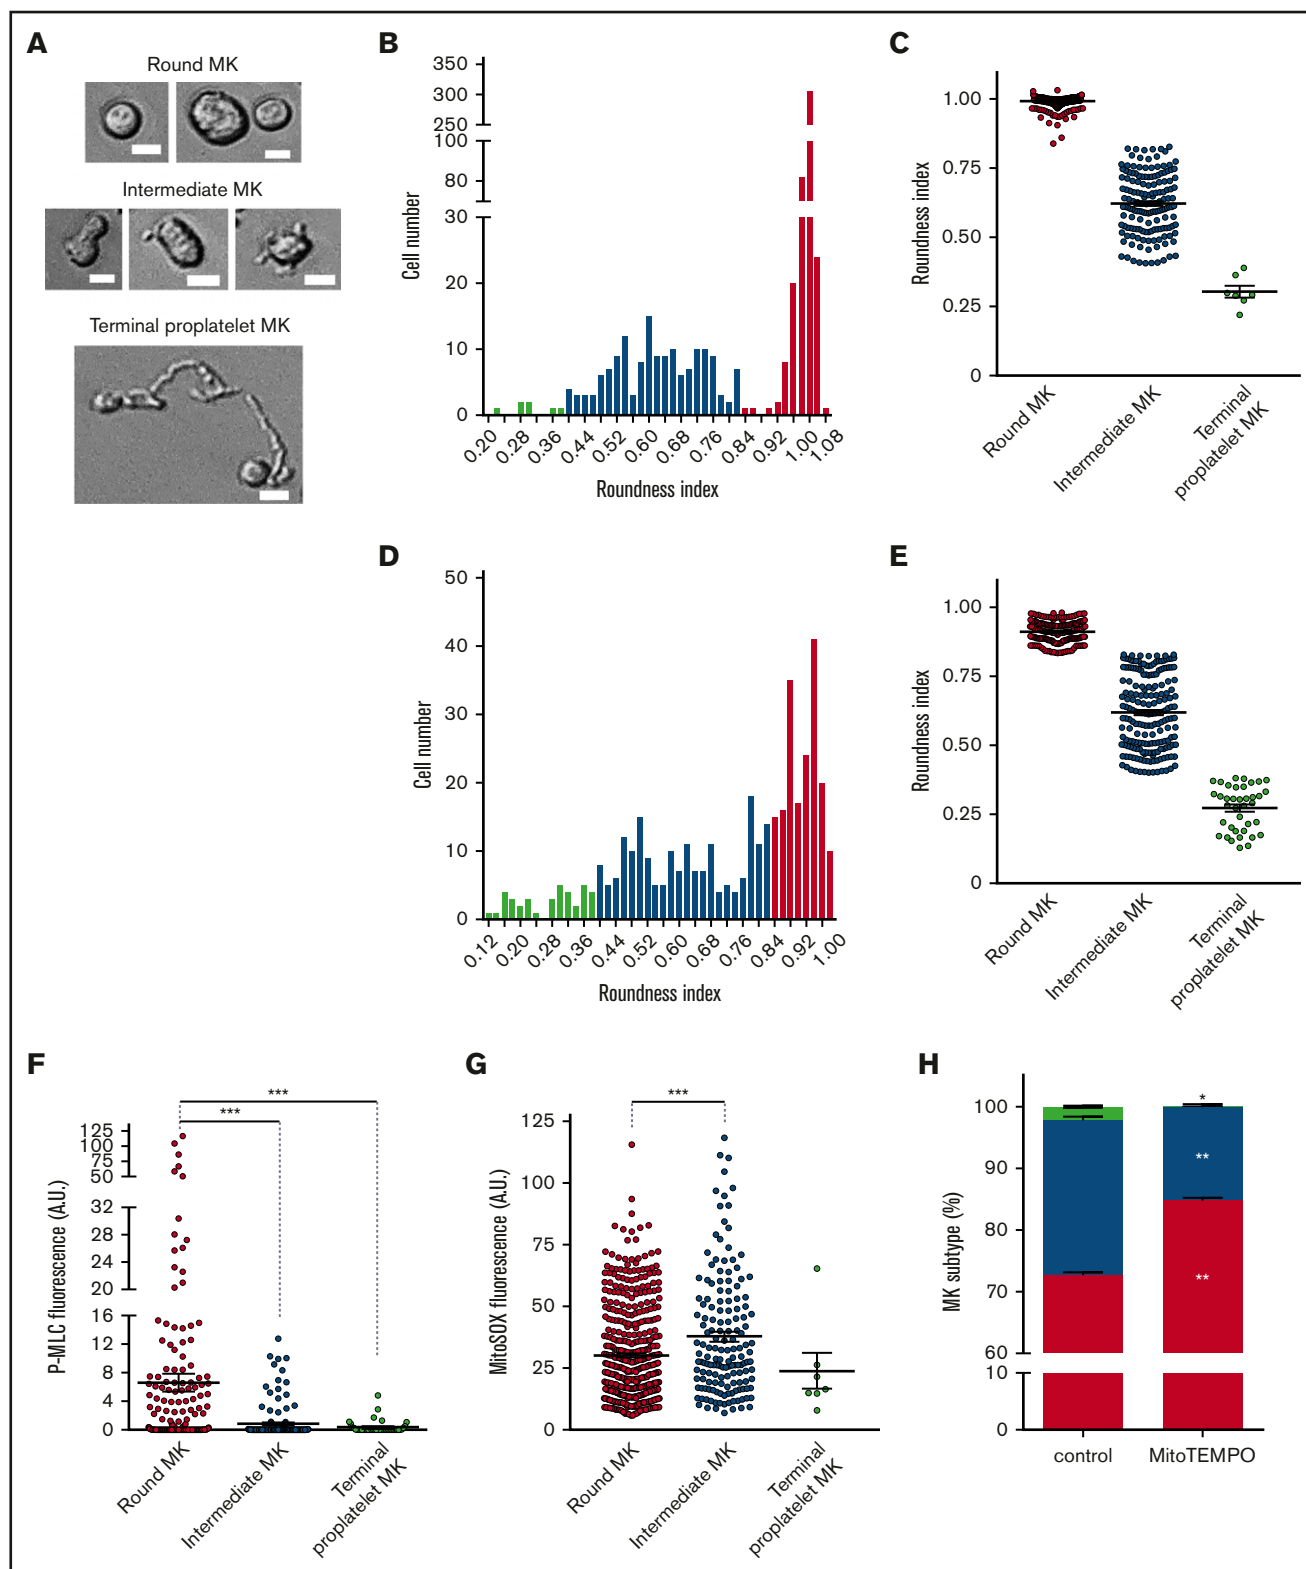 A
Round MK
Intermediate MK
Terminal proplatelet MK
B
350
300
250
100
80
30
20
10
0
Cell number
0.20
0.28
0.36
0.44
0.52
0.60
0.68
0.76
0.84
0.92
1.00
1.08
Roundness index
C
1.00
0.75
0.50
0.25
0
Roundness index
Round MK
Intermediate MK
Terminal
proplatelet MK
D
50
40
30
20
10
0
Cell number
0.12
0.20
0.28
0.36
0.44
0.52
0.60
0.68
0.76
0.84
0.92
1.00
Roundness index
E
1.00
0.75
0.50
0.25
0
Roundness index
Round MK
Intermediate MK
Terminal
proplatelet MK
F
***
***
125
100
75
50
32
28
24
20
16
12
8
4
0
P-MLC fluorescence (A.U.)
Round MK
Intermediate MK
Terminal
proplatelet MK
G
***
125
100
75
50
25
0
MitoSOX fluorescence (A.U.)
Round MK
Intermediate MK
Terminal
proplatelet MK
H
100
90
80
70
60
10
0
MK subtype (%)
*
**
**
control
MitoTEMPO